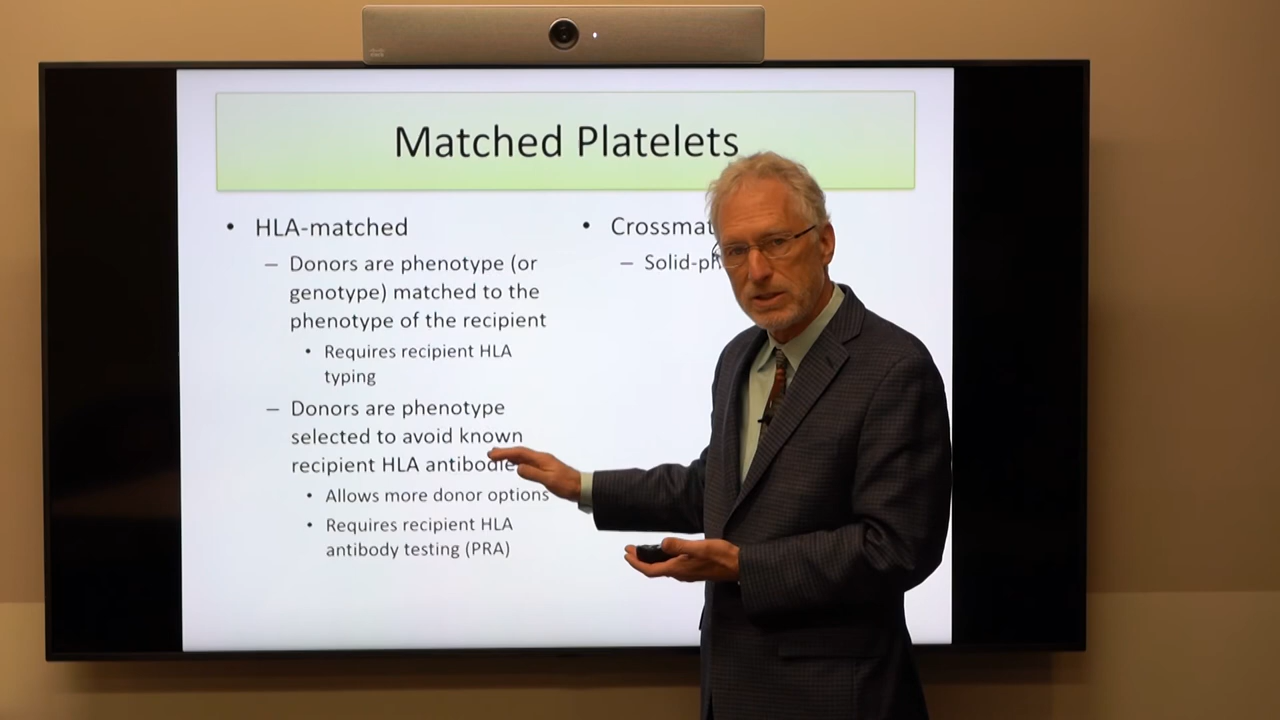 Matched Platelets
• HLA-matched
– Donors are phenotype (or
genotype) matched to the
phenotype of the recipient
• Requires recipient HLA
typing
– Donors are phenotype
selected to avoid known
recipient HLA antibodie
• Allows more donor options
• Requires recipient HLA
antibody testing (PRA)
• Crossmat
– Solid-ph